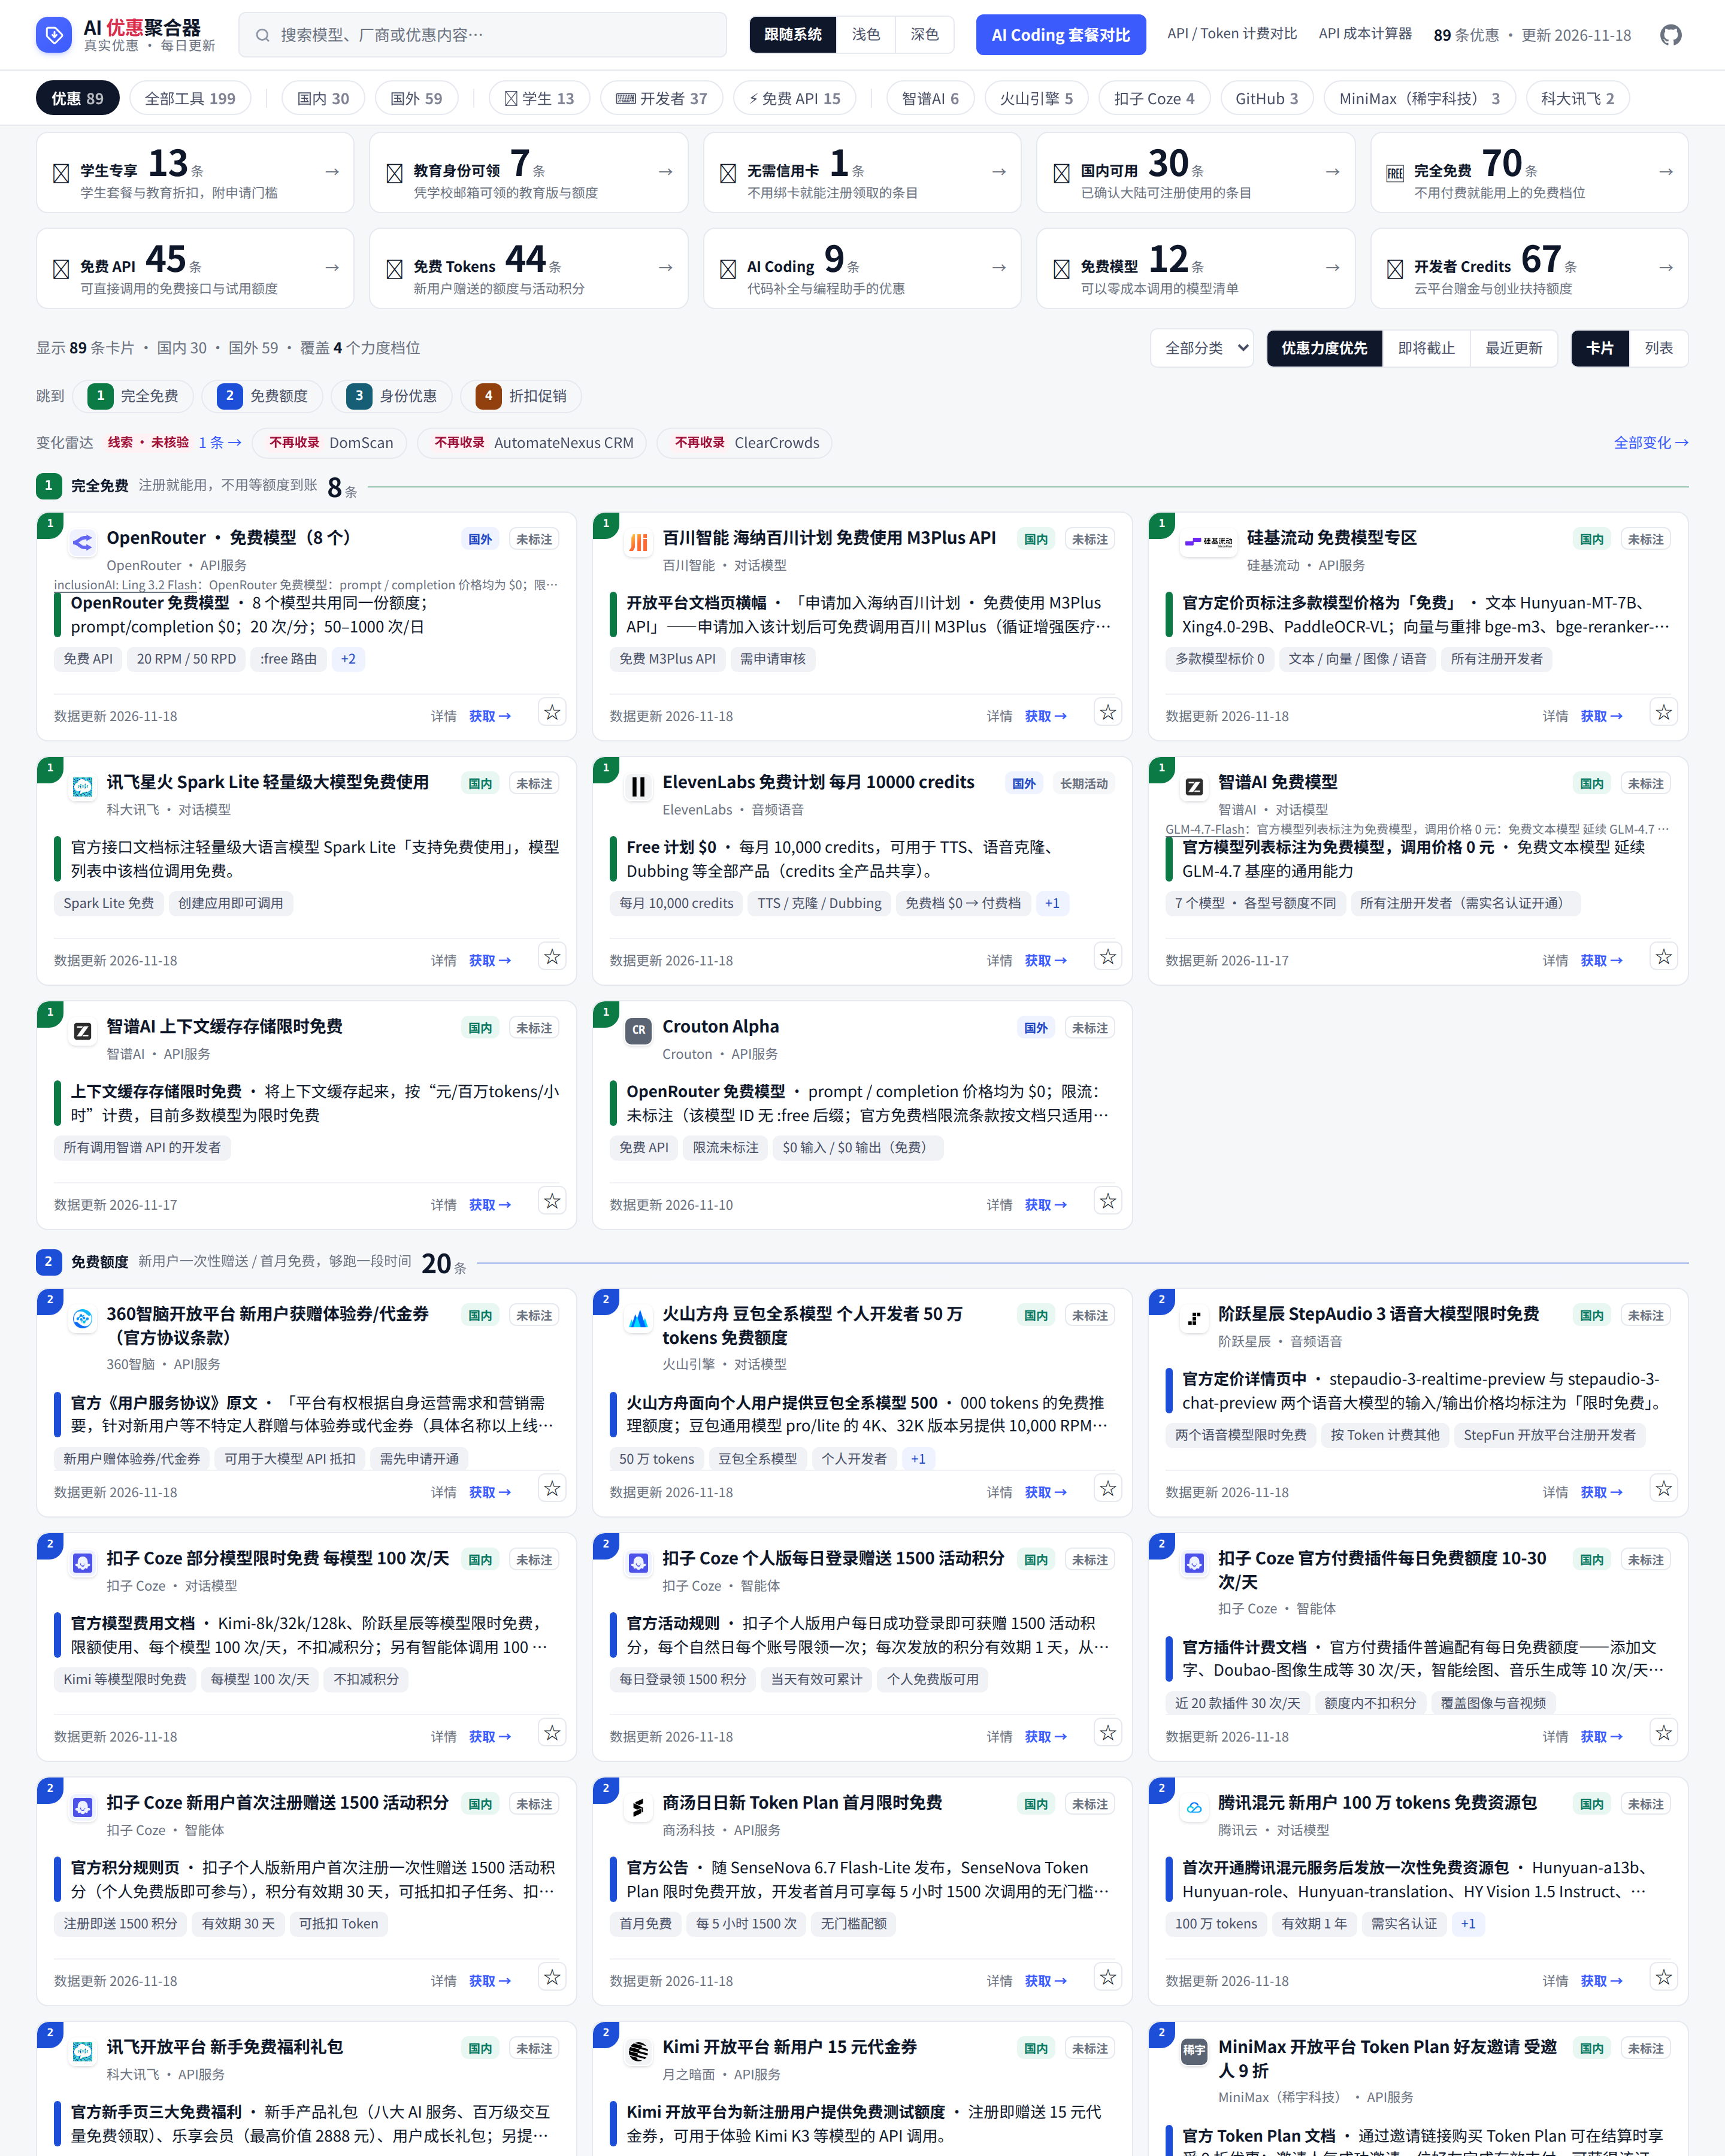 AI 优惠聚合器
真实优惠 • 每日更新
搜索模型、厂商或优惠内容…
跟随系统 浅色 深色
AI Coding 套餐对比
API / Token 计费对比 API 成本计算器 89 条优惠 • 更新 2026-11-18
优惠 89 全部工具 199 国内 30 国外 59 学生 13 开发者 37 ⚡ 免费 API 15 智谱AI 6 火山引擎 5 扣子 Coze 4 GitHub 3 MiniMax（稀宇科技） 3 科大讯飞 2
学生专享 13 条 →
学生套餐与教育折扣，附申请门槛
教育身份可领 7 条 →
凭学校邮箱可领的教育版与额度
无需信用卡 1 条 →
不用绑卡就能注册领取的条目
国内可用 30 条 →
已确认大陆可注册使用的条目
FREE 完全免费 70 条 →
不用付费就能用上的免费档位
免费 API 45 条 →
可直接调用的免费接口与试用额度
免费 Tokens 44 条 →
新用户赠送的额度与活动积分
AI Coding 9 条 →
代码补全与编程助手的优惠
免费模型 12 条 →
可以零成本调用的模型清单
开发者 Credits 67 条 →
云平台赠金与创业扶持额度
显示 89 条卡片 • 国内 30 • 国外 59 • 覆盖 4 个力度档位
全部分类 优惠力度优先 即将截止 最近更新 卡片 列表
跳到 1 完全免费 2 免费额度 3 身份优惠 4 折扣促销
变化雷达 线索 • 未核验 1 条 → 不再收录 DomScan 不再收录 AutomateNexus CRM 不再收录 ClearCrowds 全部变化 →
1 完全免费 注册就能用，不用等额度到账 8 条
1
OpenRouter • 免费模型（8 个） 国外 未标注
OpenRouter • API服务
inclusionAI: Ling 3.2 Flash：OpenRouter 免费模型：prompt / completion 价格均为 $0；限…
OpenRouter 免费模型 • 8 个模型共用同一份额度；
prompt/completion $0；20 次/分；50–1000 次/日
免费 API 20 RPM / 50 RPD :free 路由 +2
数据更新 2026-11-18 详情 获取 → ☆
1
百川智能 海纳百川计划 免费使用 M3Plus API 国内 未标注
百川智能 • 对话模型
开放平台文档页横幅 • 「申请加入海纳百川计划 • 免费使用 M3Plus
API」——申请加入该计划后可免费调用百川 M3Plus（循证增强医疗…
免费 M3Plus API 需申请审核
数据更新 2026-11-18 详情 获取 → ☆
1
硅基流动
硅基流动 免费模型专区 国内 未标注
硅基流动 • API服务
官方定价页标注多款模型价格为「免费」 • 文本 Hunyuan-MT-7B、
Xing4.0-29B、PaddleOCR-VL；向量与重排 bge-m3、bge-reranker-…
多款模型标价 0 文本 / 向量 / 图像 / 语音 所有注册开发者
数据更新 2026-11-18 详情 获取 → ☆
1
讯飞星火 Spark Lite 轻量级大模型免费使用 国内 未标注
科大讯飞 • 对话模型
官方接口文档标注轻量级大语言模型 Spark Lite「支持免费使用」，模型
列表中该档位调用免费。
Spark Lite 免费 创建应用即可调用
数据更新 2026-11-18 详情 获取 → ☆
1
ElevenLabs 免费计划 每月 10000 credits 国外 长期活动
ElevenLabs • 音频语音
Free 计划 $0 • 每月 10,000 credits，可用于 TTS、语音克隆、
Dubbing 等全部产品（credits 全产品共享）。
每月 10,000 credits TTS / 克隆 / Dubbing 免费档 $0 → 付费档 +1
数据更新 2026-11-18 详情 获取 → ☆
1
智谱AI 免费模型 国内 未标注
智谱AI • 对话模型
GLM-4.7-Flash：官方模型列表标注为免费模型，调用价格 0 元：免费文本模型 延续 GLM-4.7 …
官方模型列表标注为免费模型，调用价格 0 元 • 免费文本模型 延续
GLM-4.7 基座的通用能力
7 个模型 • 各型号额度不同 所有注册开发者（需实名认证开通）
数据更新 2026-11-17 详情 获取 → ☆
1
智谱AI 上下文缓存存储限时免费 国内 未标注
智谱AI • API服务
上下文缓存存储限时免费 • 将上下文缓存起来，按“元/百万tokens/小
时”计费，目前多数模型为限时免费
所有调用智谱 API 的开发者
数据更新 2026-11-17 详情 获取 → ☆
1
CR
Crouton Alpha 国外 未标注
Crouton • API服务
OpenRouter 免费模型 • prompt / completion 价格均为 $0；限流：
未标注（该模型 ID 无 :free 后缀；官方免费档限流条款按文档只适用…
免费 API 限流未标注 $0 输入 / $0 输出（免费）
数据更新 2026-11-10 详情 获取 → ☆
2 免费额度 新用户一次性赠送 / 首月免费，够跑一段时间 20 条
2
360智脑开放平台 新用户获赠体验券/代金券 国内 未标注
（官方协议条款）
360智脑 • API服务
官方《用户服务协议》原文 • 「平台有权根据自身运营需求和营销需
要，针对新用户等不特定人群赠与体验券或代金券（具体名称以上线…
新用户赠体验券/代金券 可用于大模型 API 抵扣 需先申请开通
数据更新 2026-11-18 详情 获取 → ☆
2
火山方舟 豆包全系模型 个人开发者 50 万 国内 未标注
tokens 免费额度
火山引擎 • 对话模型
火山方舟面向个人用户提供豆包全系模型 500 • 000 tokens 的免费推
理额度；豆包通用模型 pro/lite 的 4K、32K 版本另提供 10,000 RPM…
50 万 tokens 豆包全系模型 个人开发者 +1
数据更新 2026-11-18 详情 获取 → ☆
2
阶跃星辰 StepAudio 3 语音大模型限时免费 国内 未标注
阶跃星辰 • 音频语音
官方定价详情页中 • stepaudio-3-realtime-preview 与 stepaudio-3-
chat-preview 两个语音大模型的输入/输出价格均标注为「限时免费」。
两个语音模型限时免费 按 Token 计费其他 StepFun 开放平台注册开发者
数据更新 2026-11-18 详情 获取 → ☆
2
扣子 Coze 部分模型限时免费 每模型 100 次/天 国内 未标注
扣子 Coze • 对话模型
官方模型费用文档 • Kimi-8k/32k/128k、阶跃星辰等模型限时免费，
限额使用、每个模型 100 次/天，不扣减积分；另有智能体调用 100 …
Kimi 等模型限时免费 每模型 100 次/天 不扣减积分
数据更新 2026-11-18 详情 获取 → ☆
2
扣子 Coze 个人版每日登录赠送 1500 活动积分 国内 未标注
扣子 Coze • 智能体
官方活动规则 • 扣子个人版用户每日成功登录即可获赠 1500 活动积
分，每个自然日每个账号限领一次；每次发放的积分有效期 1 天，从…
每日登录领 1500 积分 当天有效可累计 个人免费版可用
数据更新 2026-11-18 详情 获取 → ☆
2
扣子 Coze 官方付费插件每日免费额度 10-30 国内 未标注
次/天
扣子 Coze • 智能体
官方插件计费文档 • 官方付费插件普遍配有每日免费额度——添加文
字、Doubao-图像生成等 30 次/天，智能绘图、音乐生成等 10 次/天…
近 20 款插件 30 次/天 额度内不扣积分 覆盖图像与音视频
数据更新 2026-11-18 详情 获取 → ☆
2
扣子 Coze 新用户首次注册赠送 1500 活动积分 国内 未标注
扣子 Coze • 智能体
官方积分规则页 • 扣子个人版新用户首次注册一次性赠送 1500 活动积
分（个人免费版即可参与），积分有效期 30 天，可抵扣扣子任务、扣…
注册即送 1500 积分 有效期 30 天 可抵扣 Token
数据更新 2026-11-18 详情 获取 → ☆
2
商汤日日新 Token Plan 首月限时免费 国内 未标注
商汤科技 • API服务
官方公告 • 随 SenseNova 6.7 Flash-Lite 发布，SenseNova Token
Plan 限时免费开放，开发者首月可享每 5 小时 1500 次调用的无门槛…
首月免费 每 5 小时 1500 次 无门槛配额
数据更新 2026-11-18 详情 获取 → ☆
2
腾讯混元 新用户 100 万 tokens 免费资源包 国内 未标注
腾讯云 • 对话模型
首次开通腾讯混元服务后发放一次性免费资源包 • Hunyuan-a13b、
Hunyuan-role、Hunyuan-translation、HY Vision 1.5 Instruct、…
100 万 tokens 有效期 1 年 需实名认证 +1
数据更新 2026-11-18 详情 获取 → ☆
2
讯飞开放平台 新手免费福利礼包 国内 未标注
科大讯飞 • API服务
官方新手页三大免费福利 • 新手产品礼包（八大 AI 服务、百万级交互
量免费领取）、乐享会员（最高价值 2888 元）、用户成长礼包；另提…
2
Kimi 开放平台 新用户 15 元代金券 国内 未标注
月之暗面 • API服务
Kimi 开放平台为新注册用户提供免费测试额度 • 注册即赠送 15 元代
金券，可用于体验 Kimi K3 等模型的 API 调用。
2
稀宇
MiniMax 开放平台 Token Plan 好友邀请 受邀 国内 未标注
人 9 折
MiniMax（稀宇科技） • API服务
官方 Token Plan 文档 • 通过邀请链接购买 Token Plan 可在结算时享